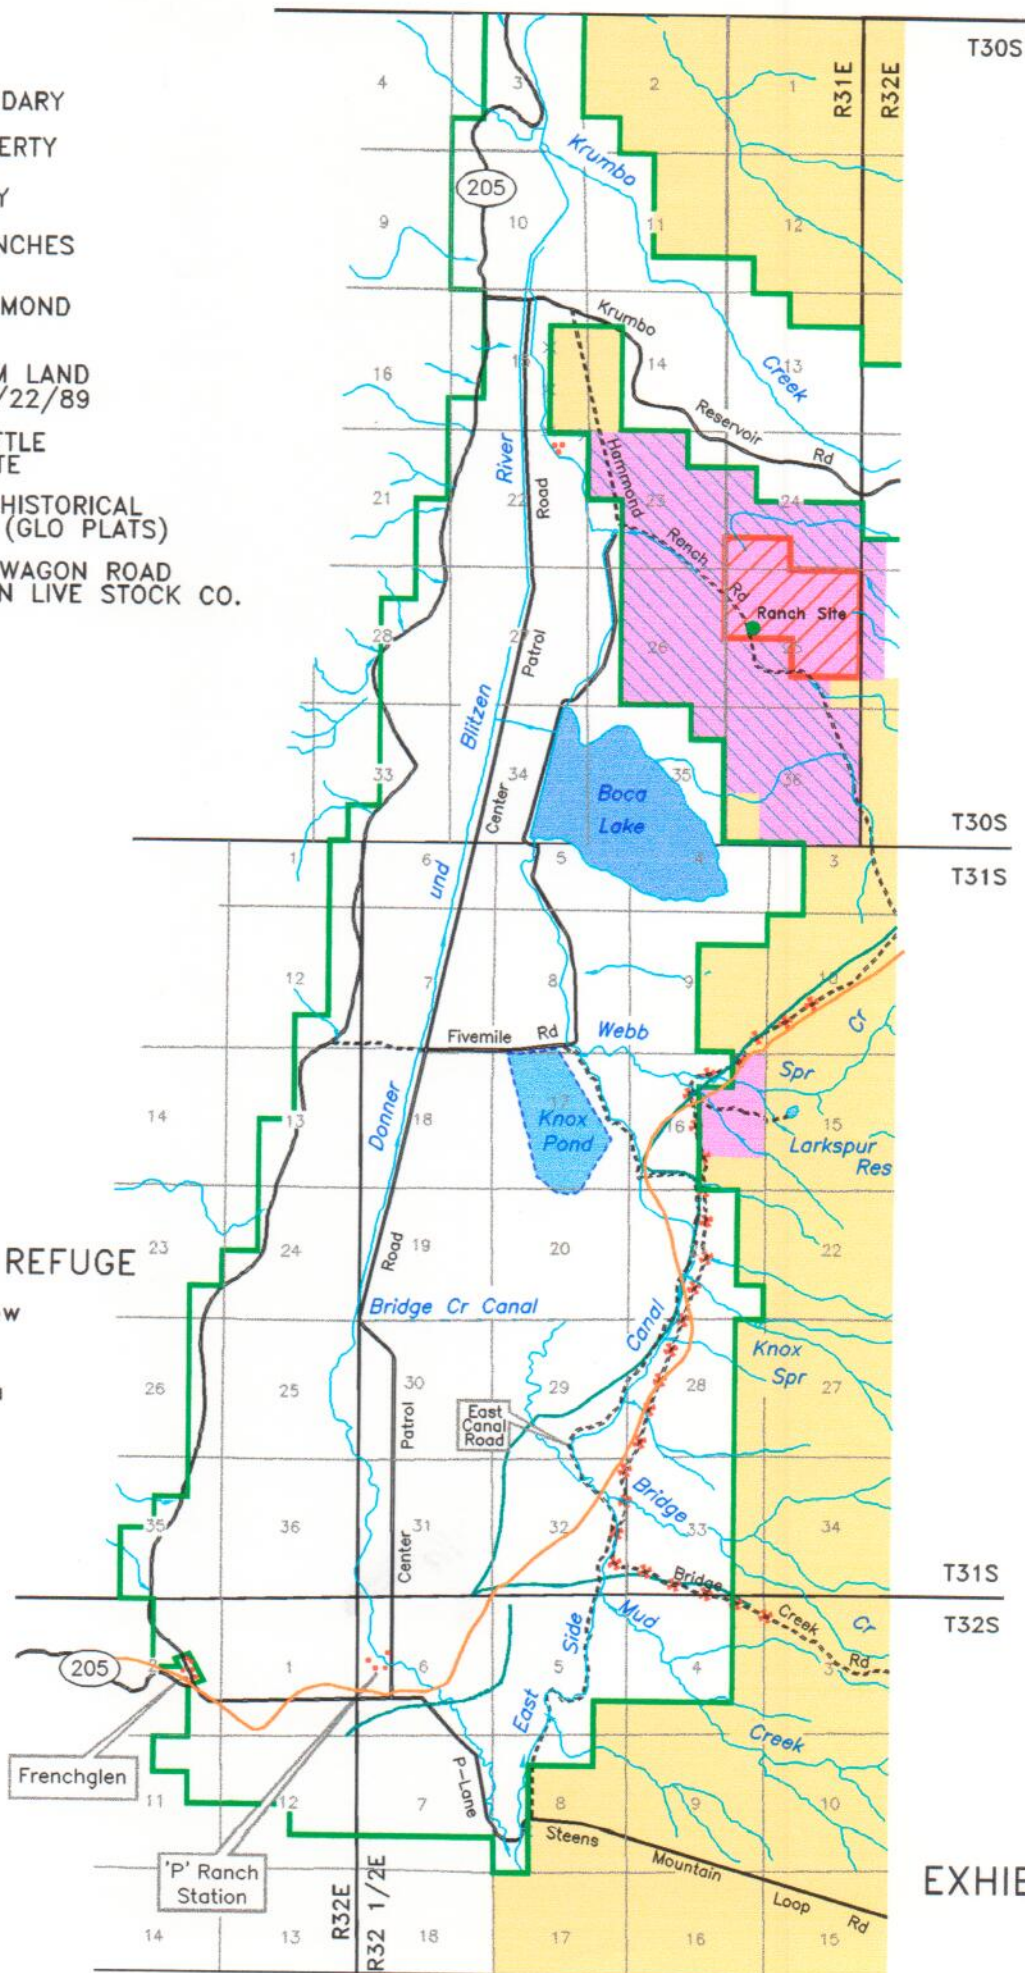 T30S
DARY
ERTY
Y
NCHES
MOND
M LAND
/22/89
TTLE
TE
HISTORICAL
(GLO PLATS)
WAGON ROAD
N LIVE STOCK CO.
R31E
R32E
4
3
2
1
Krumbo
205
9
10
11
12
Krumbo
Creek
16
15
14
13
Reservoir
Rd
River
Road
Hammond
Ranch
Rd
21
22
23
24
Ranch Site
28
27
26
25
Patrol
Blitzen
33
34
35
36
Center
Boca
Lake
T30S
T31S
1
6
5
4
3
und
12
7
8
9
10
Fivemile Rd
Webb
Cr
Spr
14
13
18
17
16
15
Donner
Knox
Pond
Larkspur
Res
23
24
19
20
22
Road
REFUGE
Bridge Cr Canal
Canal
Knox
Spr
26
25
30
29
28
27
Patrol
East
Canal
Road
Bridge
35
36
31
32
33
34
Center
Bridge
Creek
Rd
T31S
T32S
Mud
Cr
Side
205
2
1
6
5
4
3
East
Creek
Frenchglen
P-Lane
11
12
7
8
9
10
Steens
Mountain
Loop
Rd
'P' Ranch
Station
R32E
R32 1/2E
EXHIB
14
13
18
17
16
15